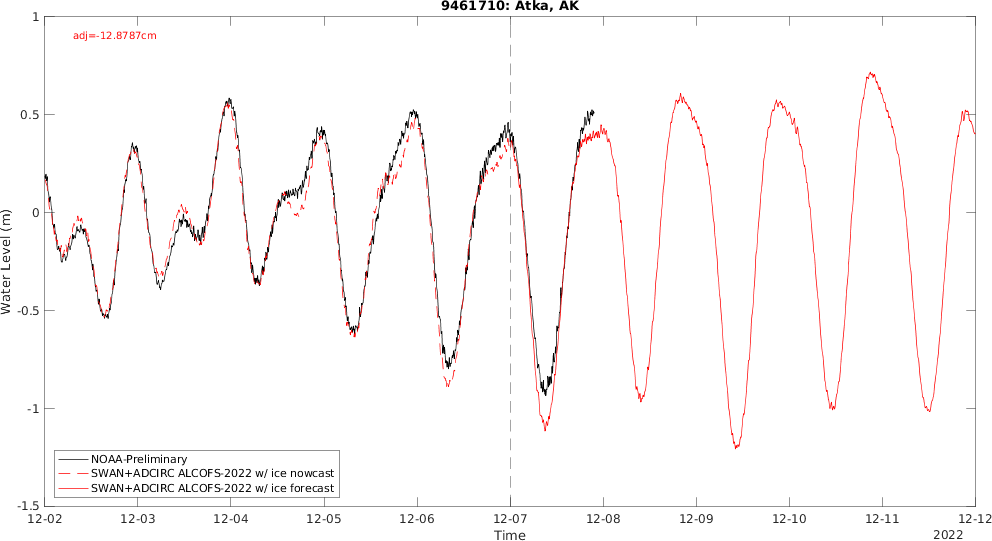 9461710: Atka, AK
adj=-12.8787cm
1
0.5
0
-0.5
-1
-1.5
Water Level (m)
NOAA-Preliminary
SWAN+ADCIRC ALCOFS-2022 w/ ice nowcast
SWAN+ADCIRC ALCOFS-2022 w/ ice forecast
12-02 12-03 12-04 12-05 12-06 12-07 12-08 12-09 12-10 12-11 12-12
Time
2022